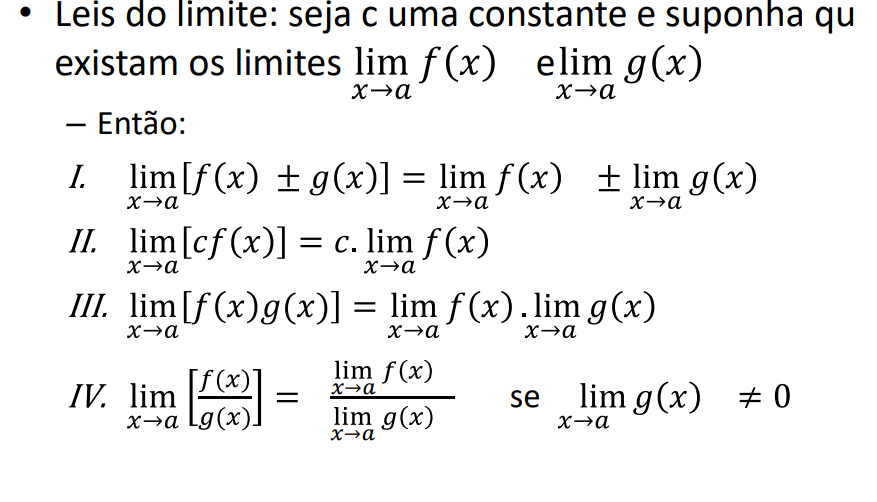 • Leis do limite: seja c uma constante e suponha qu
existam os limites lim f(x) e lim g(x)
x→a x→a
– Então:
I. lim[f(x) ± g(x)] = lim f(x) ± lim g(x)
x→a x→a x→a
II. lim[cf(x)] = c. lim f(x)
x→a x→a
III. lim[f(x)g(x)] = lim f(x) . lim g(x)
x→a x→a x→a
IV. lim [f(x)/g(x)] = lim f(x) / lim g(x) se lim g(x) ≠ 0
x→a x→a x→a x→a